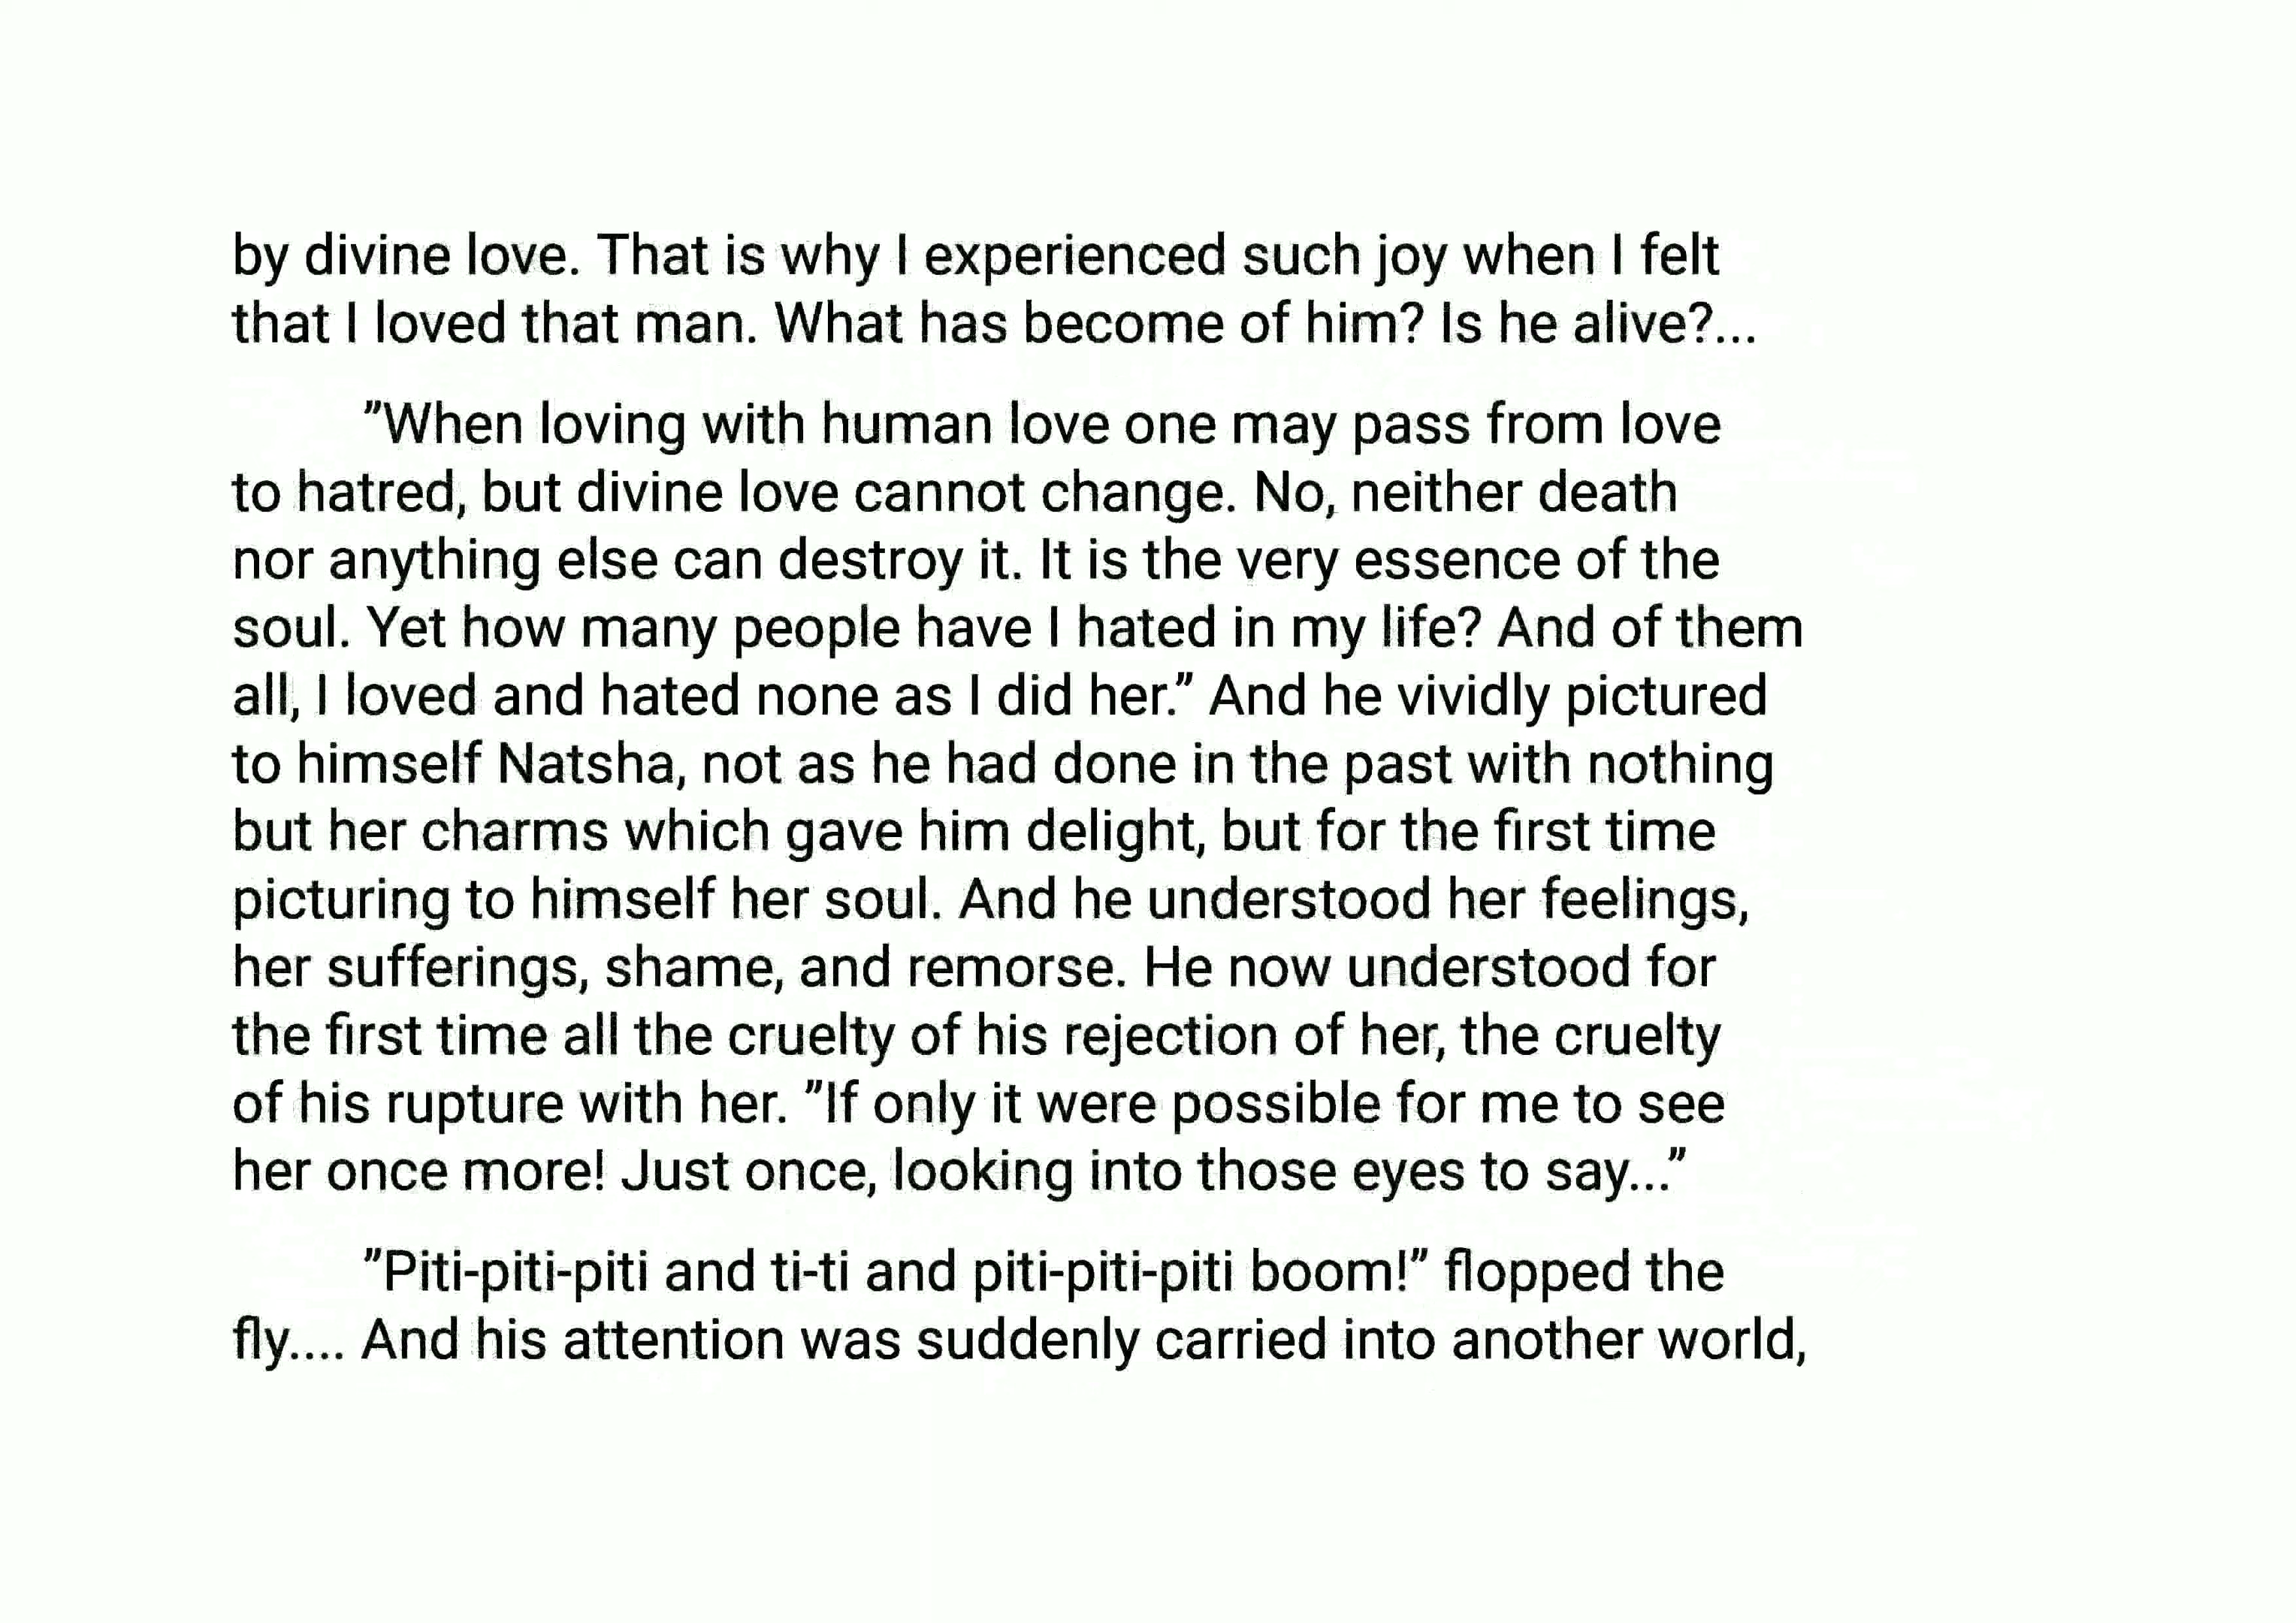 by divine love. That is why I experienced such joy when I felt
that I loved that man. What has become of him? Is he alive?...
”When loving with human love one may pass from love
to hatred, but divine love cannot change. No, neither death
nor anything else can destroy it. It is the very essence of the
soul. Yet how many people have I hated in my life? And of them
all, I loved and hated none as I did her.” And he vividly pictured
to himself Natsha, not as he had done in the past with nothing
but her charms which gave him delight, but for the first time
picturing to himself her soul. And he understood her feelings,
her sufferings, shame, and remorse. He now understood for
the first time all the cruelty of his rejection of her, the cruelty
of his rupture with her. ”If only it were possible for me to see
her once more! Just once, looking into those eyes to say...”
”Piti-piti-piti and ti-ti and piti-piti-piti boom!” flopped the
fly.... And his attention was suddenly carried into another world,